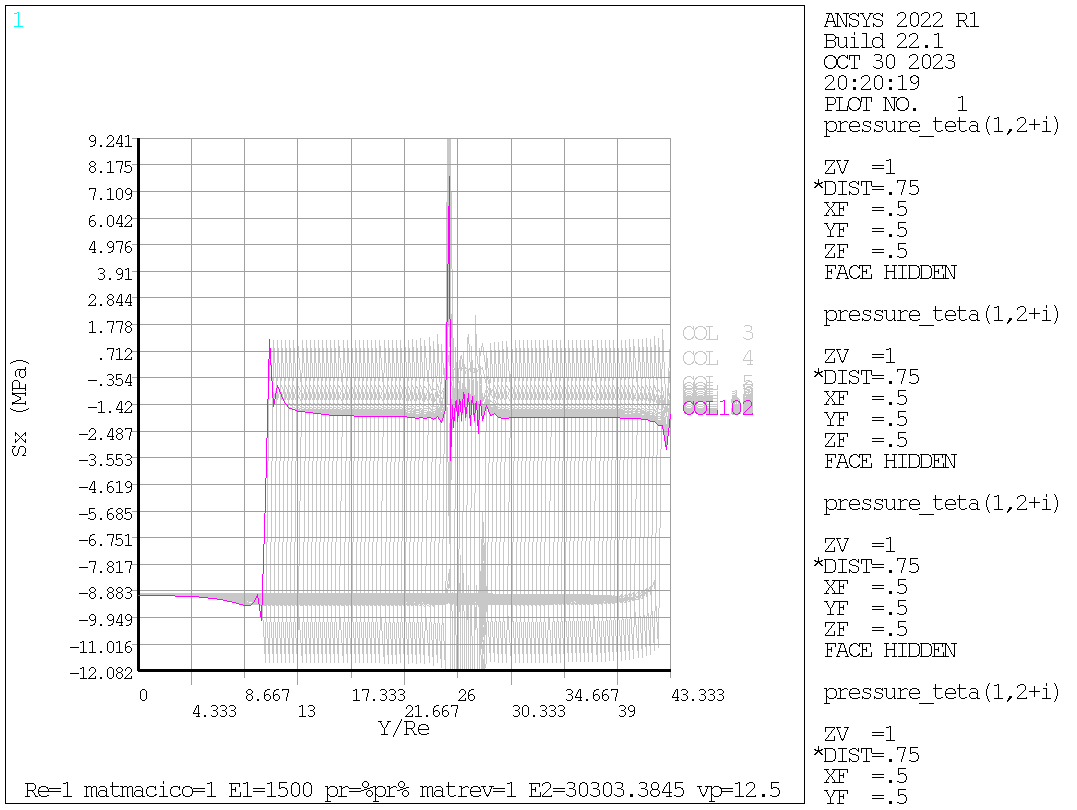 1
ANSYS 2022 R1
Build 22.1
OCT 30 2023
20:20:19
PLOT NO.   1
pressure_teta(1,2+i)
ZV  =1
*DIST=.75
XF  =.5
YF  =.5
ZF  =.5
FACE HIDDEN
pressure_teta(1,2+i)
ZV  =1
*DIST=.75
XF  =.5
YF  =.5
ZF  =.5
FACE HIDDEN
pressure_teta(1,2+i)
ZV  =1
*DIST=.75
XF  =.5
YF  =.5
ZF  =.5
FACE HIDDEN
pressure_teta(1,2+i)
ZV  =1
*DIST=.75
XF  =.5
YF  =.5
9.241
8.175
7.109
6.042
4.976
3.91
2.844
1.778
.712
-.354
-1.42
-2.487
-3.553
-4.619
-5.685
-6.751
-7.817
-8.883
-9.949
-11.016
-12.082
Sx (MPa)
COL  3
COL  4
COL102
0
4.333
8.667
13
17.333
21.667
26
30.333
34.667
39
43.333
Y/Re
Re=1 matmacico=1 E1=1500 pr=%pr% matrev=1 E2=30303.3845 vp=12.5